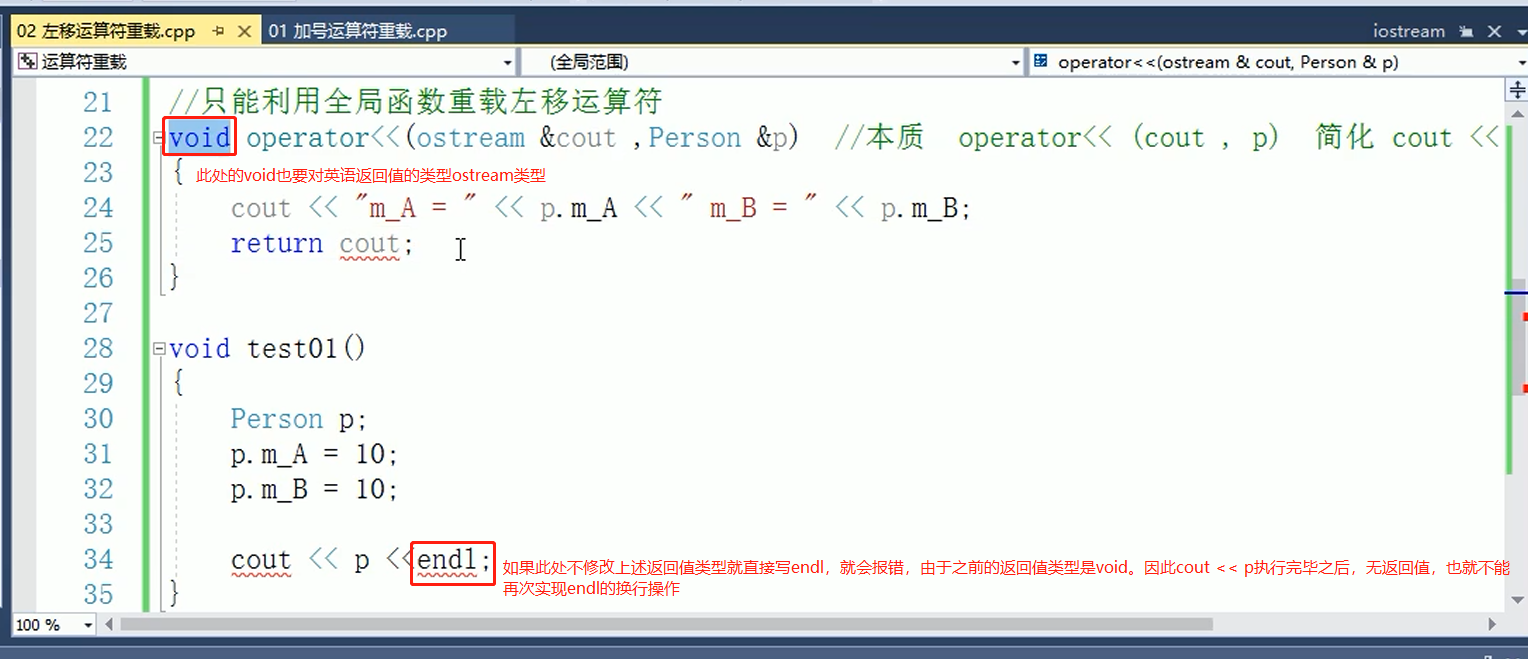 02 左移运算符重载.cpp 01 加号运算符重载.cpp iostream
运算符重载 (全局范围) operator<<(ostream & cout, Person & p)
21 //只能利用全局函数重载左移运算符
22 void operator<<(ostream &cout ,Person &p) //本质 operator<< (cout , p) 简化 cout <<
23 { 此处的void也要对英语返回值的类型ostream类型
24 cout << "m_A = " << p.m_A << " m_B = " << p.m_B;
25 return cout;
26 }
27
28 void test01()
29 {
30 Person p;
31 p.m_A = 10;
32 p.m_B = 10;
33
34 cout << p <<endl; 如果此处不修改上述返回值类型就直接写endl，就会报错，由于之前的返回值类型是void。因此cout << p执行完毕之后，无返回值，也就不能
再次实现endl的换行操作
35 }
100 %